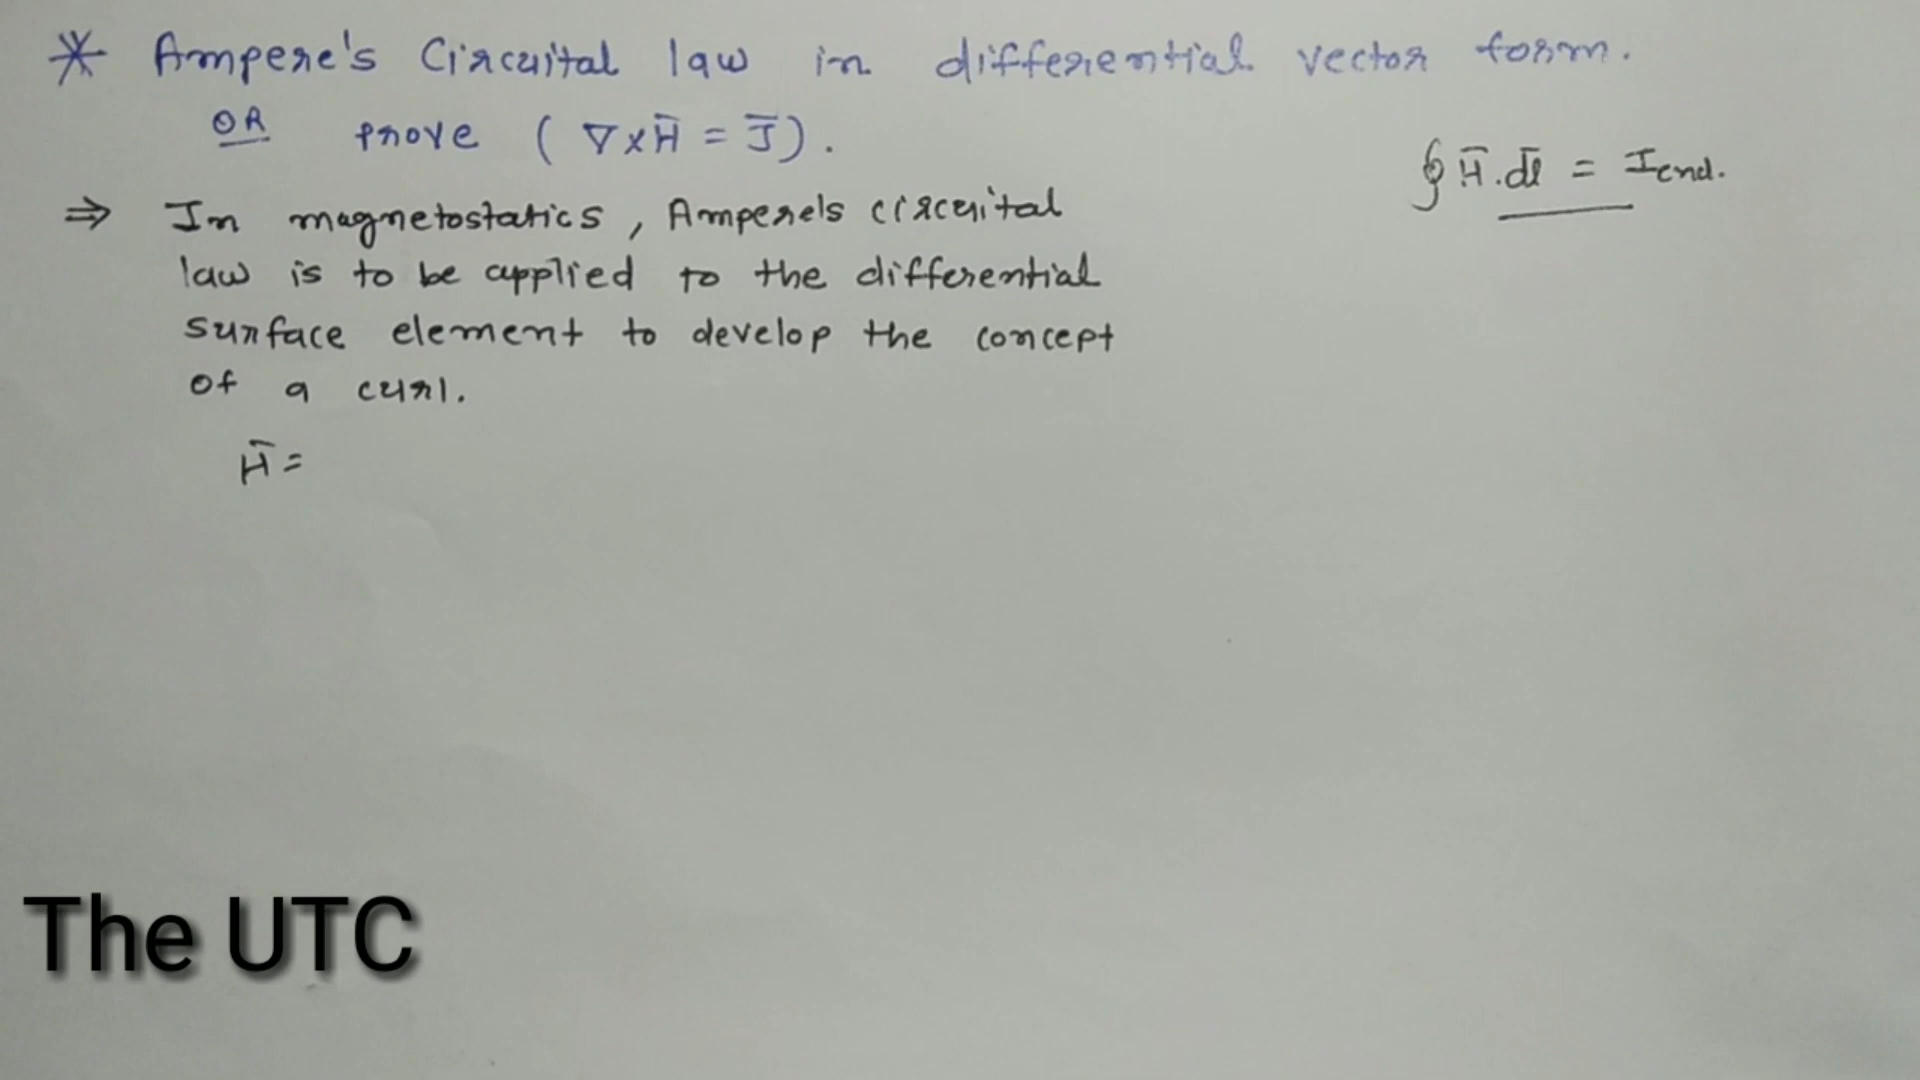 * Ampere's Circuital law in differential vector form.
OR prove ( ∇×H̄ = J̄ ).
∮ H̄.dl̄ = Iencl.
⇒ In magnetostatics, Ampere's circuital
law is to be applied to the differential
surface element to develop the concept
of a curl.
H̄ =
The UTC